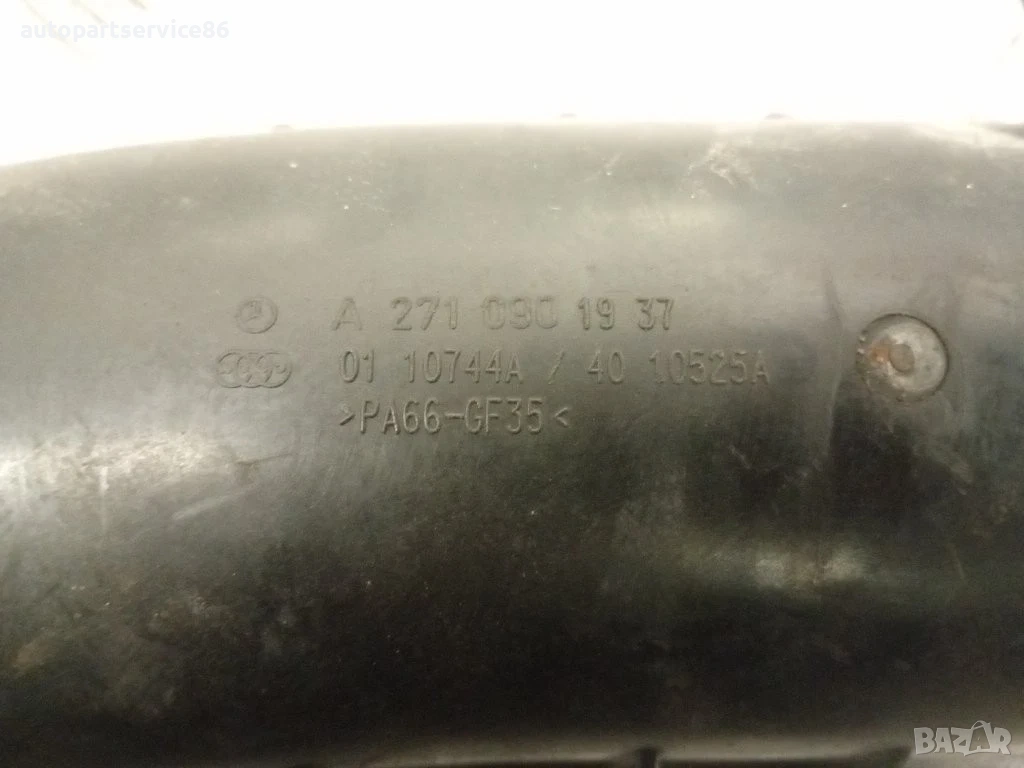 autopartservice86
A 271 090 19 37
01 10744A / 40 10525A
>PA66-GF35<
BAZAR